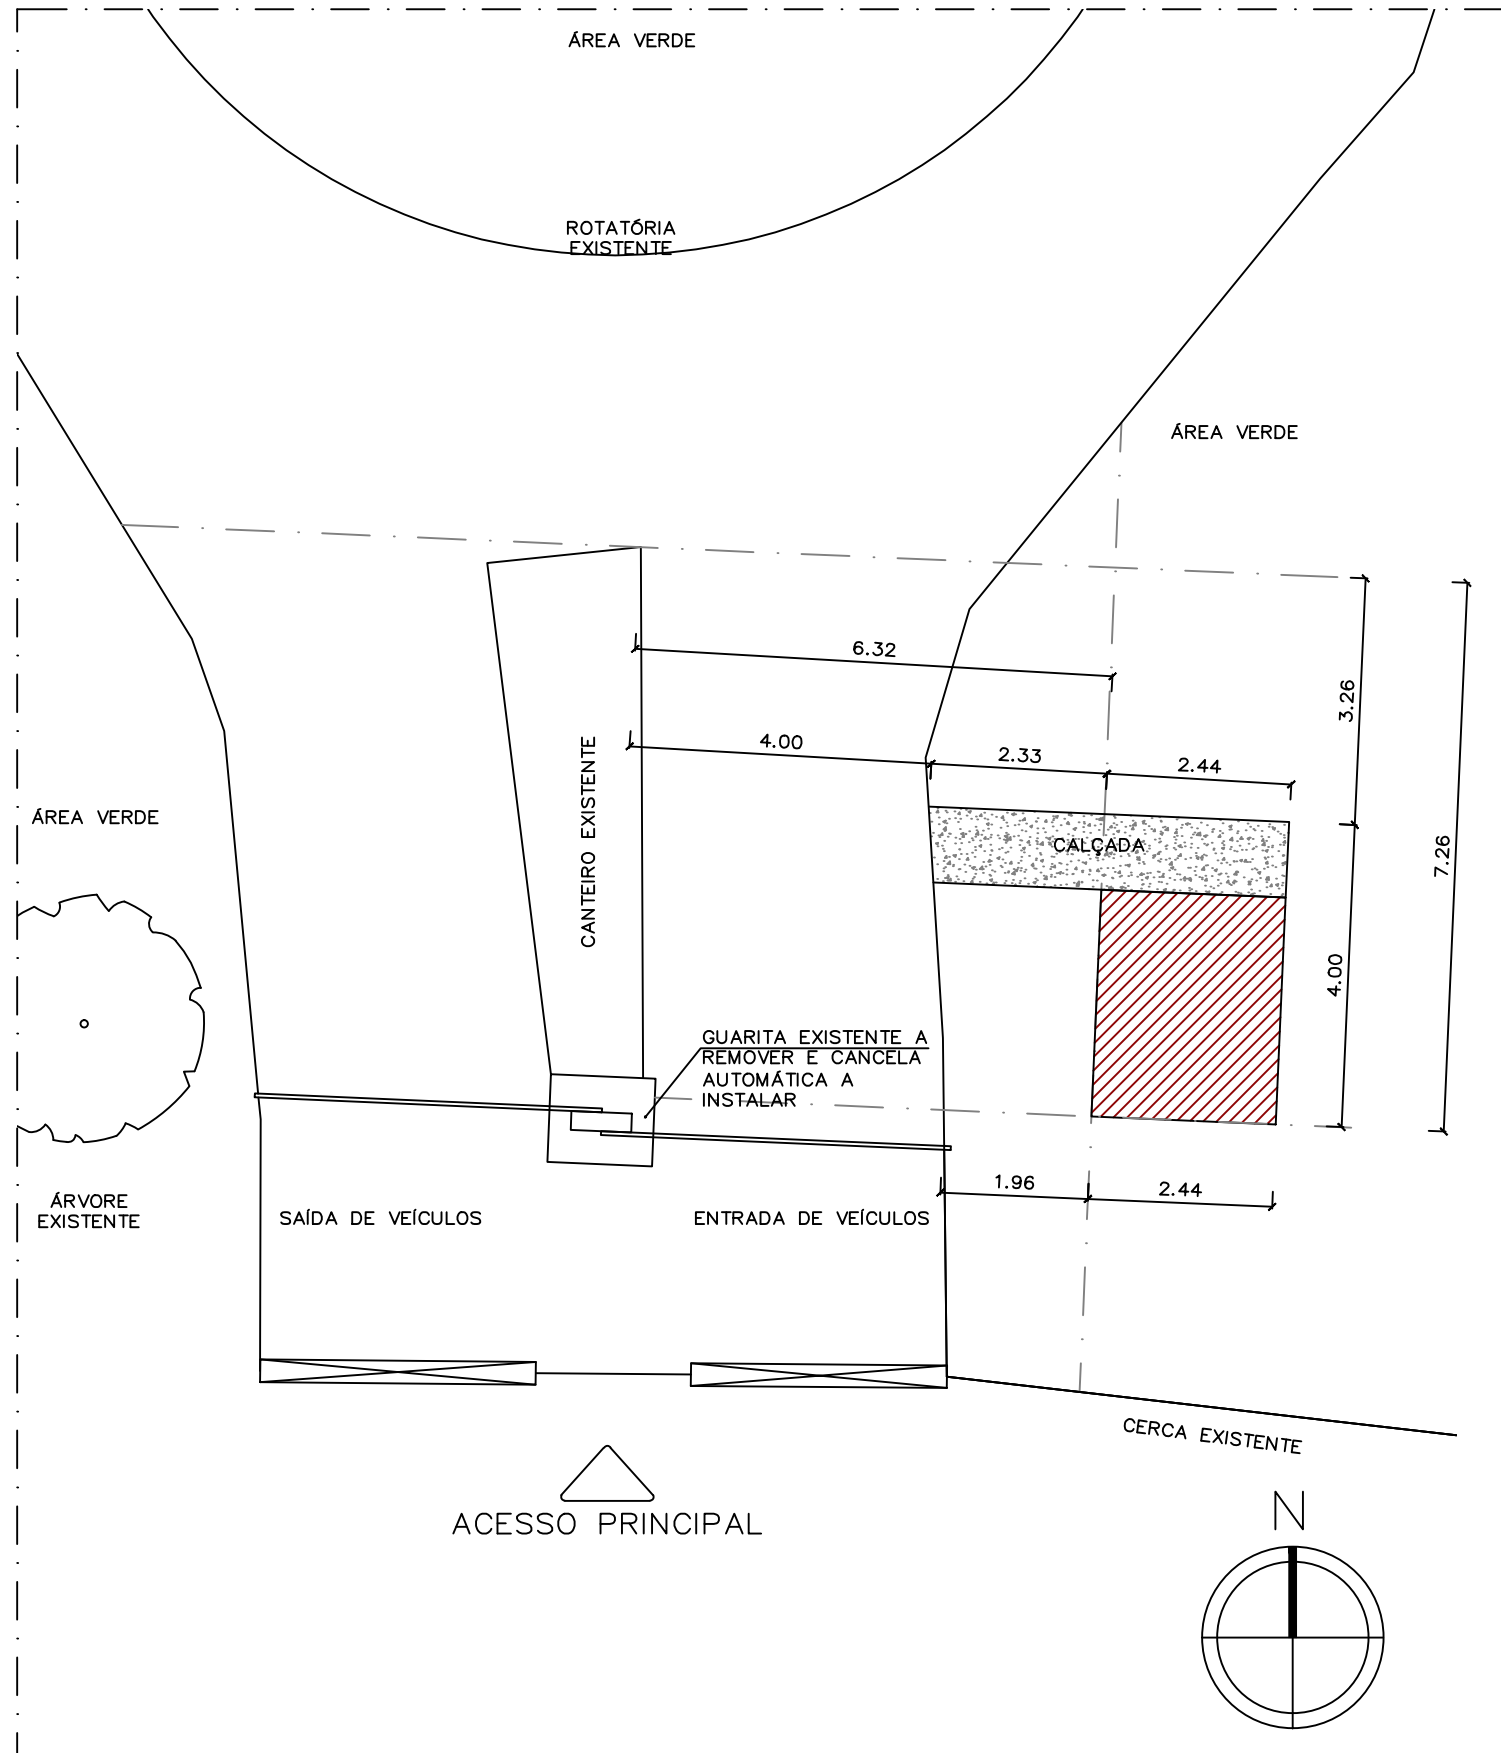 ÁREA VERDE
ROTATÓRIA
EXISTENTE
ÁREA VERDE
6.32
3.26
4.00
2.33
2.44
CANTEIRO EXISTENTE
ÁREA VERDE
CALÇADA
7.26
4.00
GUARITA EXISTENTE A
REMOVER E CANCELA
AUTOMÁTICA A
INSTALAR
1.96
2.44
ÁRVORE
EXISTENTE
SAÍDA DE VEÍCULOS
ENTRADA DE VEÍCULOS
CERCA EXISTENTE
ACESSO PRINCIPAL
N